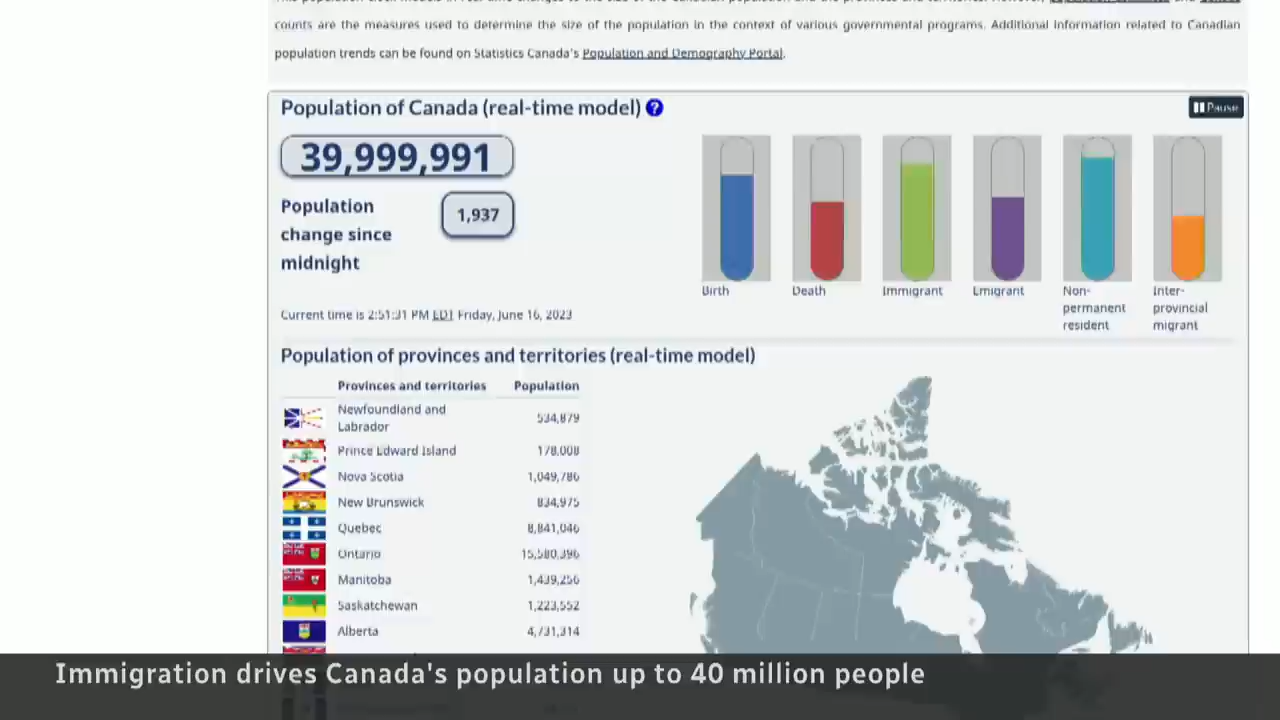 counts are the measures used to determine the size of the population in the context of various governmental programs. Additional information related to Canadian
population trends can be found on Statistics Canada's Population and Demography Portal.
Population of Canada (real-time model) ?
Pause
39,999,991
Population change since midnight
1,937
Current time is 2:51:31 PM EDT Friday, June 16, 2023
Birth
Death
Immigrant
Emigrant
Non-permanent resident
Inter-provincial migrant
Population of provinces and territories (real-time model)
Provinces and territories Population
Newfoundland and Labrador 534,879
Prince Edward Island 178,008
Nova Scotia 1,049,786
New Brunswick 834,975
Quebec 8,841,046
Ontario 15,580,396
Manitoba 1,439,256
Saskatchewan 1,223,552
Alberta 4,731,314
Immigration drives Canada's population up to 40 million people